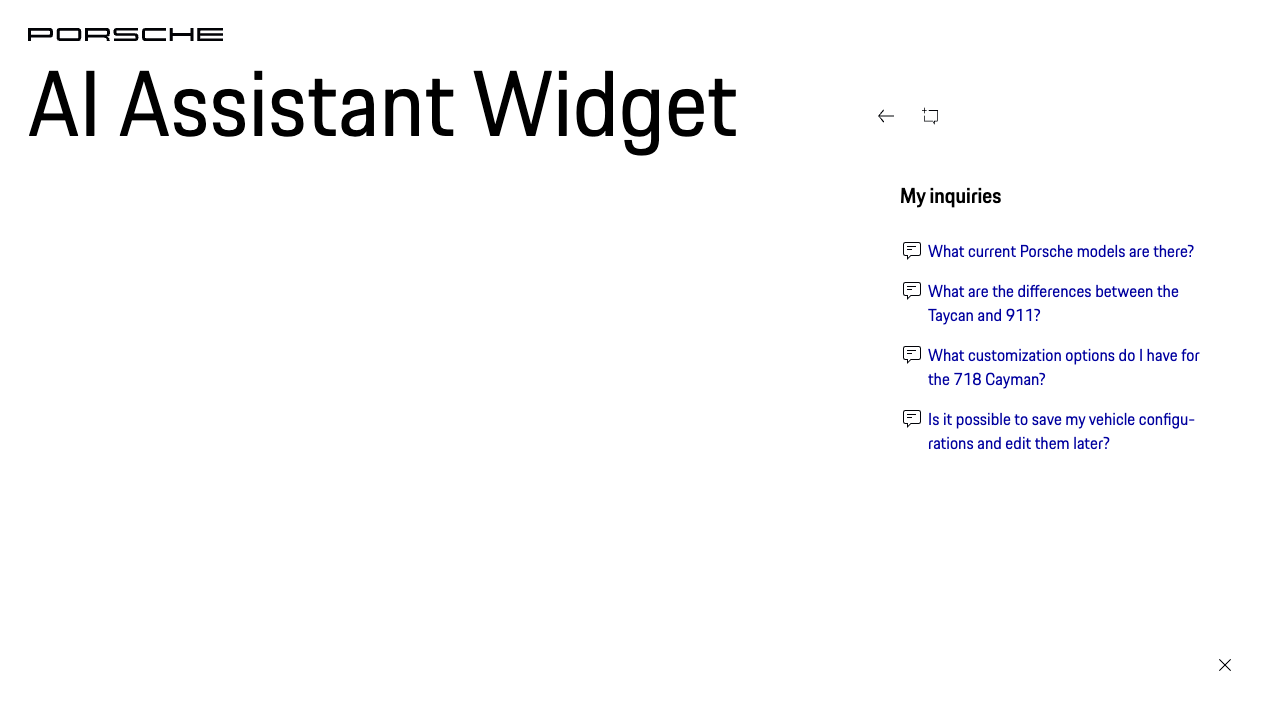 PORSCHE
AI Assistant Widget
My inquiries
What current Porsche models are there?
What are the differences between the
Taycan and 911?
What customization options do I have for
the 718 Cayman?
Is it possible to save my vehicle configu-
rations and edit them later?